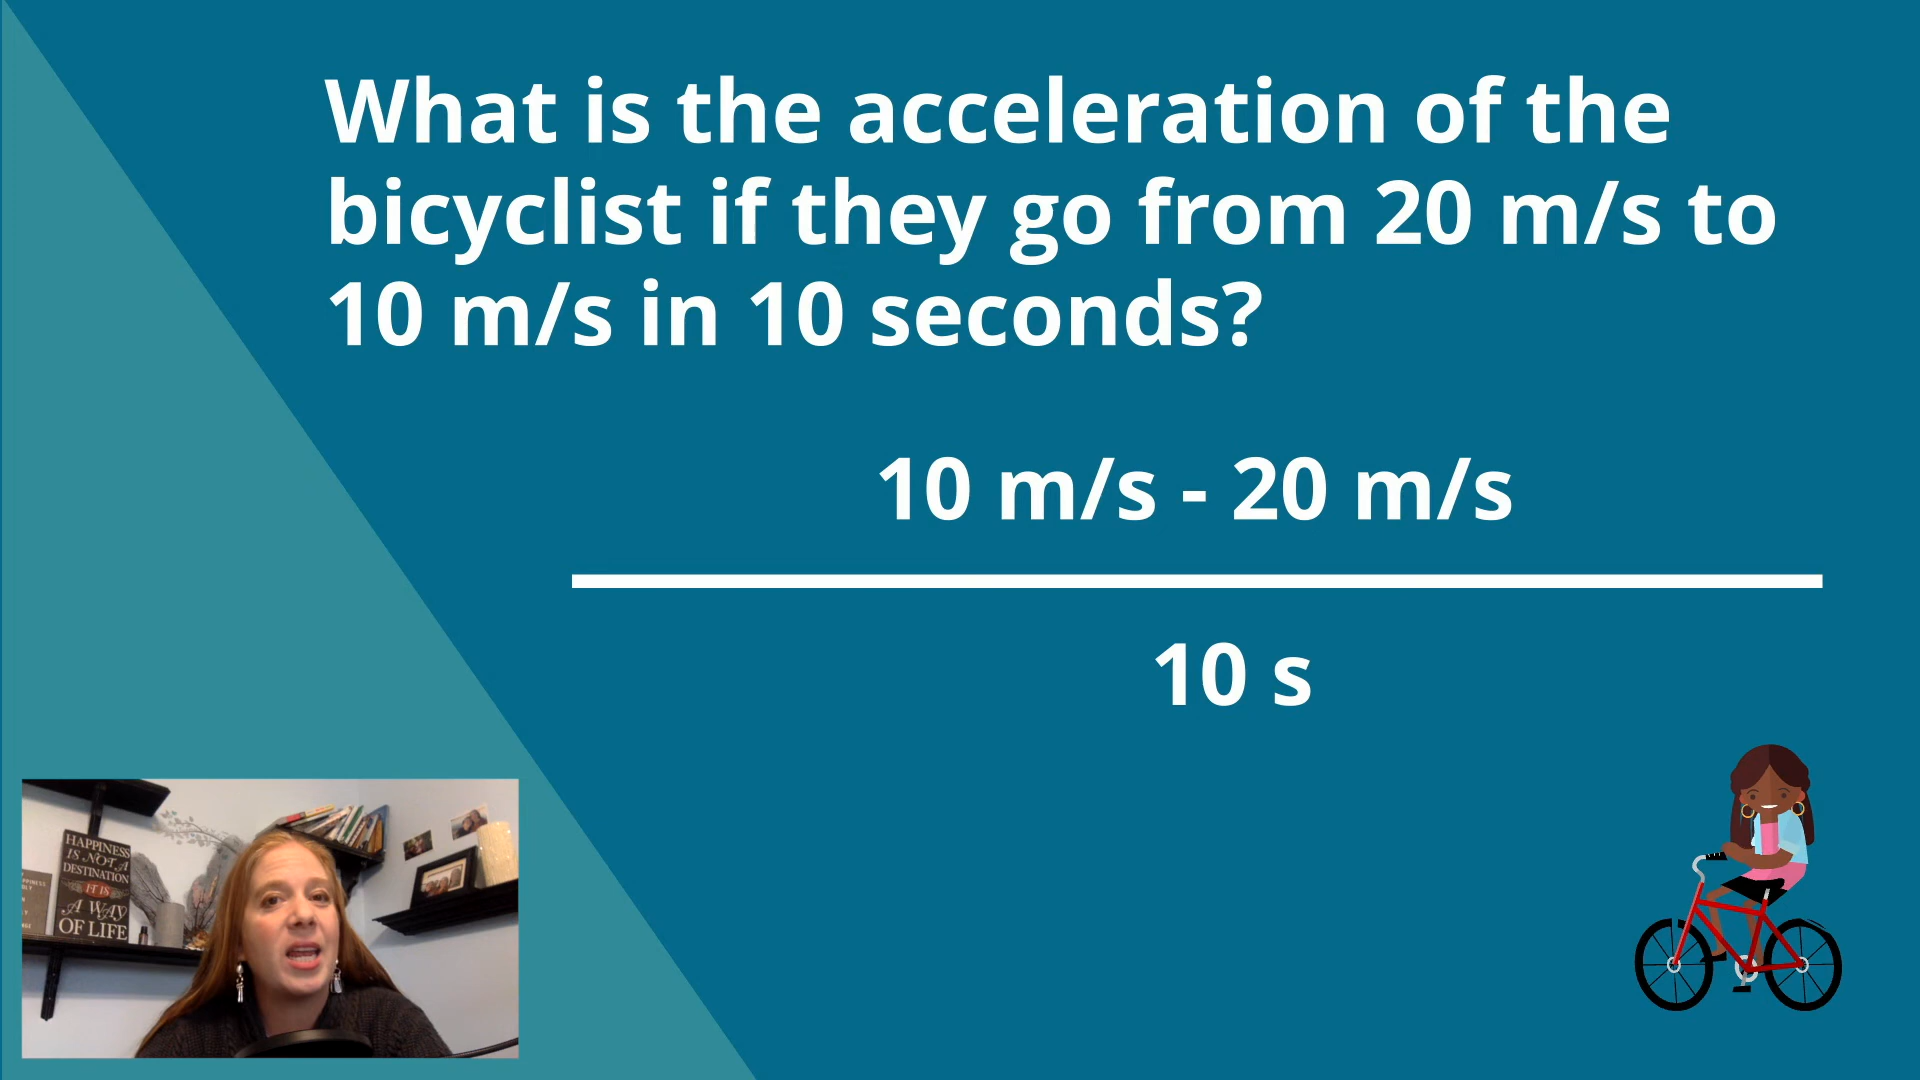 What is the acceleration of the
bicyclist if they go from 20 m/s to
10 m/s in 10 seconds?
10 m/s - 20 m/s
10 s
HAPPINESS
IS NOT A
DESTINATION
IT IS
A WAY
OF LIFE